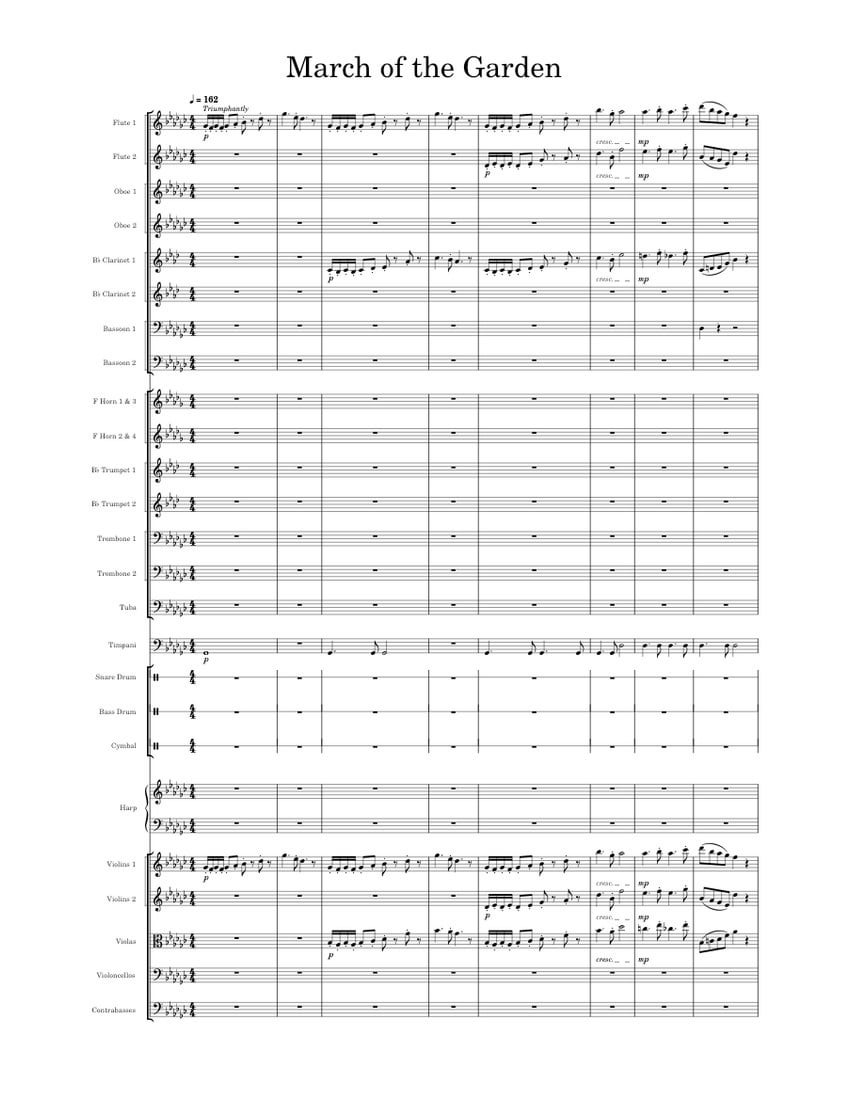 March of the Garden
♩ = 162
Triumphantly
Flute 1
p
cresc. mp
Flute 2
p cresc. mp
Oboe 1
Oboe 2
B♭ Clarinet 1
p cresc. mp
B♭ Clarinet 2
Bassoon 1
Bassoon 2
F Horn 1 & 3
F Horn 2 & 4
B♭ Trumpet 1
B♭ Trumpet 2
Trombone 1
Trombone 2
Tuba
Timpani
p
Snare Drum
Bass Drum
Cymbal
Harp
Violins 1
p cresc. mp
Violins 2
p cresc. mp
Violas
p cresc. mp
Violoncellos
Contrabasses